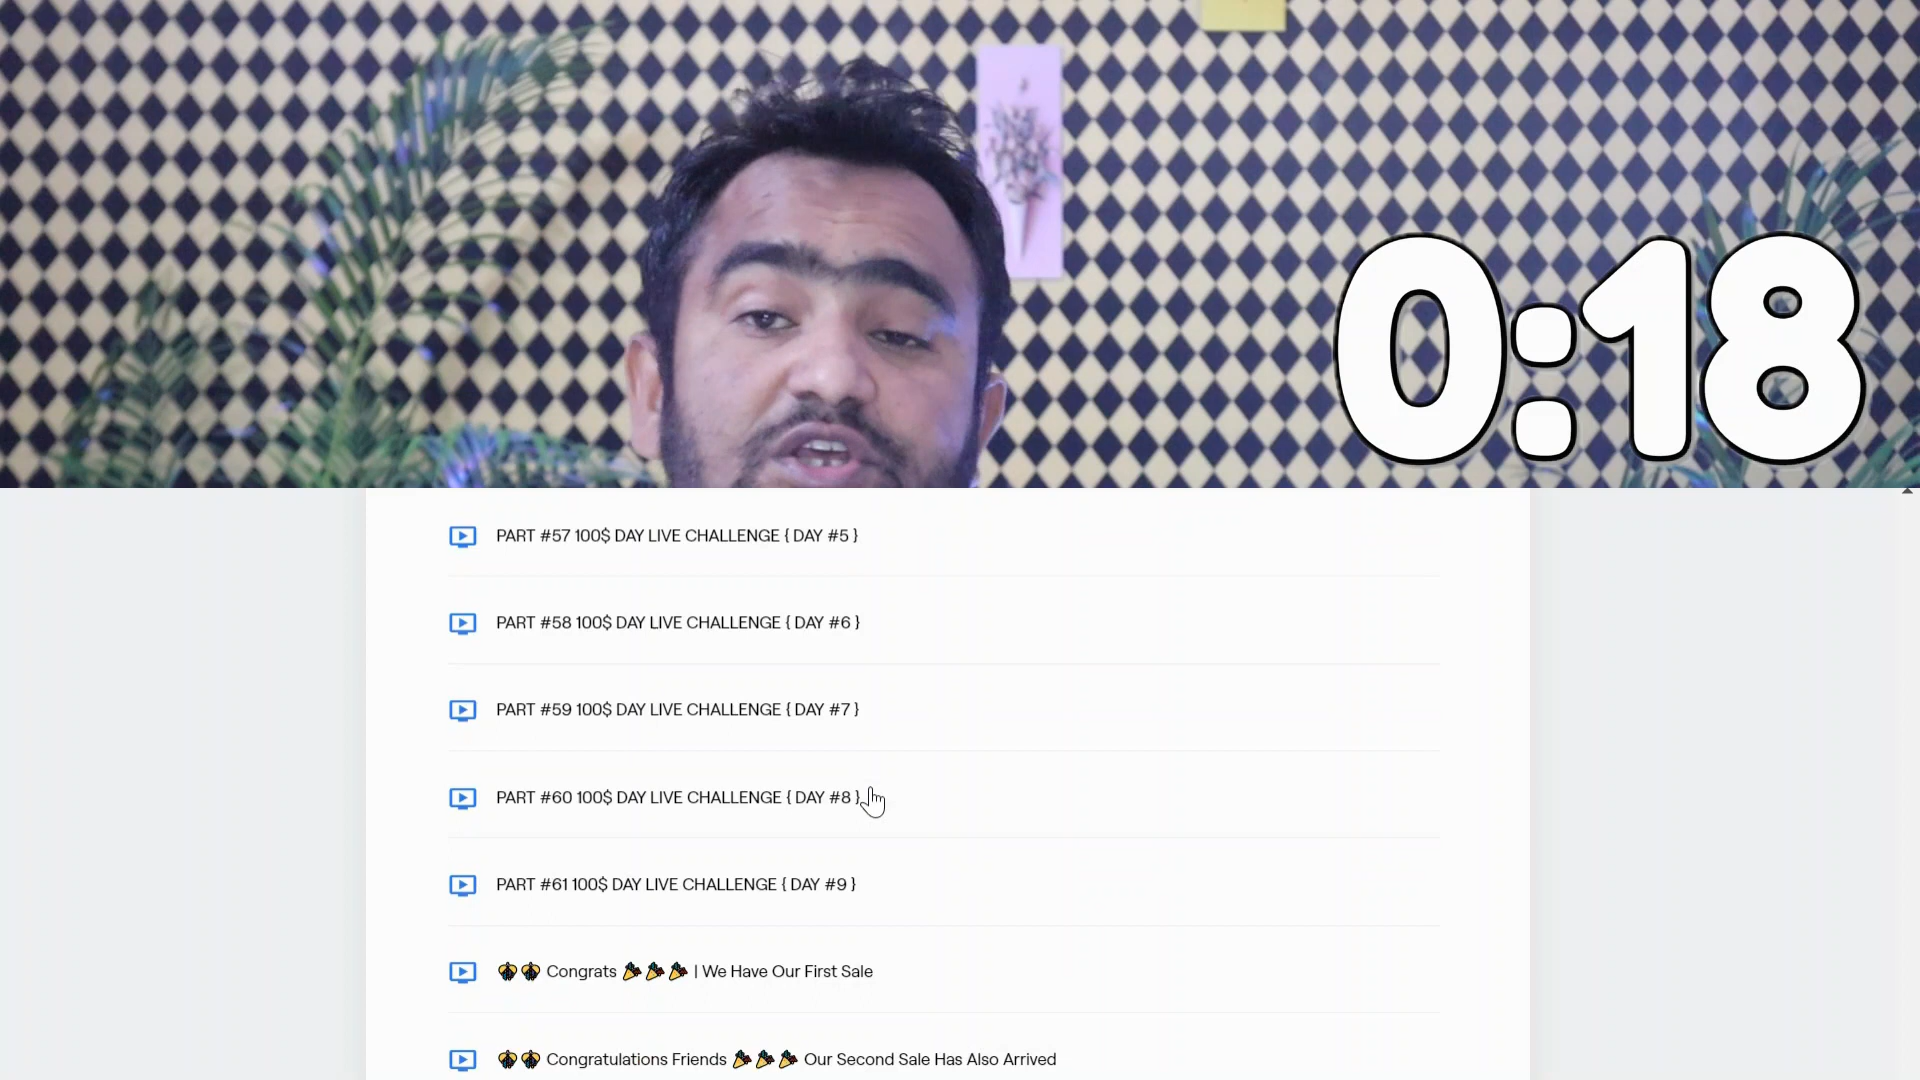 0:18
PART #57 100$ DAY LIVE CHALLENGE { DAY #5 }
PART #58 100$ DAY LIVE CHALLENGE { DAY #6 }
PART #59 100$ DAY LIVE CHALLENGE { DAY #7 }
PART #60 100$ DAY LIVE CHALLENGE { DAY #8 }
PART #61 100$ DAY LIVE CHALLENGE { DAY #9 }
🐝🐝 Congrats 🎉🎉🎉 | We Have Our First Sale
🐝🐝 Congratulations Friends 🎉🎉🎉 Our Second Sale Has Also Arrived